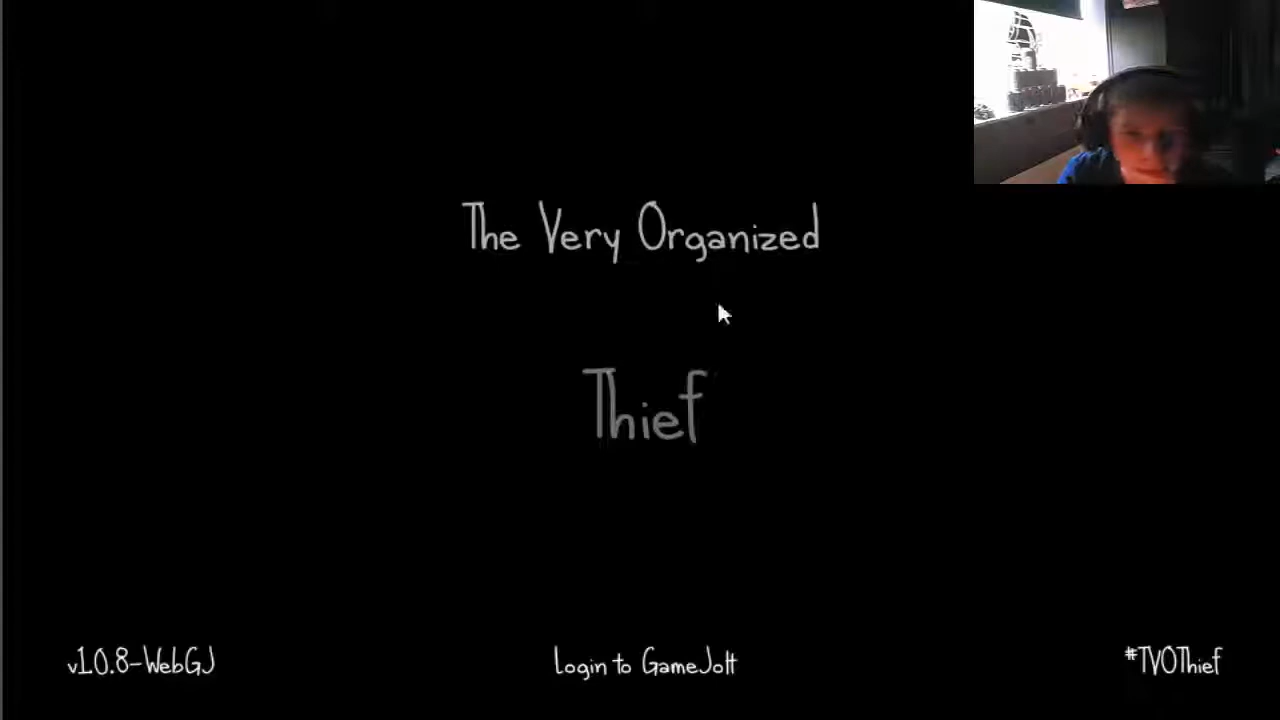 The Very Organized
Thief
v1.0.8-WebGJ
Login to GameJolt
#TVOThief